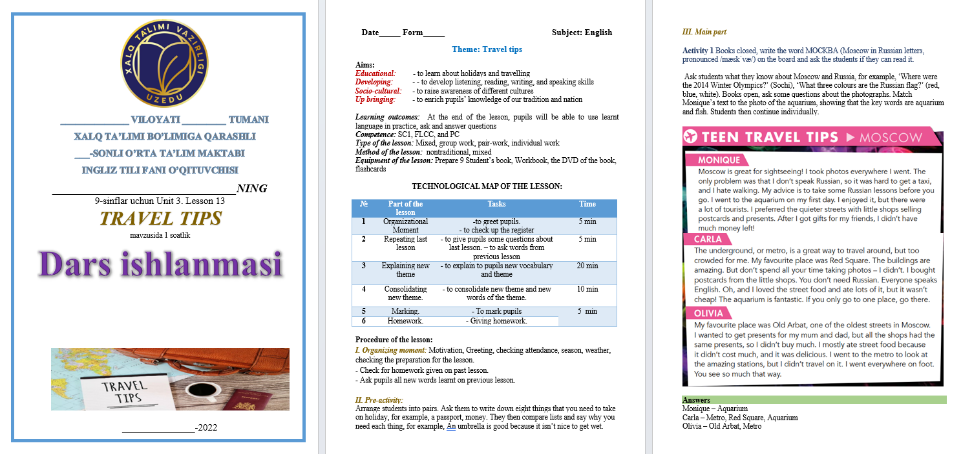 XALQ TA'LIMI VAZIRLIGI
UZEDU
____________ VILOYATI ________ TUMANI
XALQ TA'LIMI BO'LIMIGA QARASHLI
___-SONLI O'RTA TA'LIM MAKTABI
INGLIZ TILI FANI O'QITUVCHISI
________________________________NING
9-sinflar uchun Unit 3. Lesson 13
TRAVEL TIPS
mavzusida 1 soatlik
Dars ishlanmasi
TRAVEL
TIPS
________________-2022
Date_____ Form_____ Subject: English
Theme: Travel tips
Aims:
Educational: - to learn about holidays and travelling
Developing: - - to develop listening, reading, writing, and speaking skills
Socio-cultural: - to raise awareness of different cultures
Up bringing: - to enrich pupils' knowledge of our tradition and nation
Learning outcomes: At the end of the lesson, pupils will be able to use learnt
language in practice, ask and answer questions
Competence: SC1, FLCC, and PC
Type of the lesson: Mixed, group work, pair-work, individual work
Method of the lesson: nontraditional, mixed
Equipment of the lesson: Prepare 9 Student's book, Workbook, the DVD of the book,
flashcards
TECHNOLOGICAL MAP OF THE LESSON:
№ Part of the lesson Tasks Time
1 Organizational Moment -to greet pupils. - to check up the register 5 min
2 Repeating last lesson - to give pupils some questions about last lesson. – to ask words from previous lesson 5 min
3 Explaining new theme - to explain to pupils new vocabulary and theme 20 min
4 Consolidating new theme. - to consolidate new theme and new words of the theme. 10 min
5 Marking. - To mark pupils 5 min
6 Homework. - Giving homework.
Procedure of the lesson:
I. Organizing moment: Motivation, Greeting, checking attendance, season, weather,
checking the preparation for the lesson.
- Check for homework given on past lesson.
- Ask pupils all new words learnt on previous lesson.
II. Pre-activity:
Arrange students into pairs. Ask them to write down eight things that you need to take
on holiday, for example, a passport, money. They then compare lists and say why you
need each thing, for example, An umbrella is good because it isn't nice to get wet.
III. Main part
Activity 1 Books closed, write the word МОСКВА (Moscow in Russian letters,
pronounced /mæsk væ/) on the board and ask the students if they can read it.
Ask students what they know about Moscow and Russia, for example, 'Where were
the 2014 Winter Olympics?' (Sochi), 'What three colours are the Russian flag?' (red,
blue, white). Books open, ask some questions about the photographs. Match
Monique's text to the photo of the aquarium, showing that the key words are aquarium
and fish. Students then continue individually.
TEEN TRAVEL TIPS MOSCOW
MONIQUE
Moscow is great for sightseeing! I took photos everywhere I went. The
only problem was that I don't speak Russian, so it was hard to get a taxi,
and I hate walking. My advice is to take some Russian lessons before you
go. I went to the aquarium on my first day. I enjoyed it, but there were
a lot of tourists. I preferred the quieter streets with little shops selling
postcards and presents. After I got gifts for my friends, I didn't have
much money left!
CARLA
The underground, or metro, is a great way to travel around, but too
crowded for me. My favourite place was Red Square. The buildings are
amazing. But don't spend all your time taking photos – I didn't. I bought
postcards from the little shops. You don't need Russian. Everyone speaks
English. Oh, and I loved the street food and ate lots of it, but it wasn't
cheap! The aquarium is fantastic. If you only go to one place, go there.
OLIVIA
My favourite place was Old Arbat, one of the oldest streets in Moscow.
I wanted to get presents for my mum and dad, but all the shops had the
same presents, so I didn't buy much. I mostly ate street food because
it didn't cost much, and it was delicious. I went to the metro to look at
the amazing stations, but I didn't travel on it. I went everywhere on foot.
You see so much that way.
Answers
Monique – Aquarium
Carla – Metro, Red Square, Aquarium
Olivia – Old Arbat, Metro